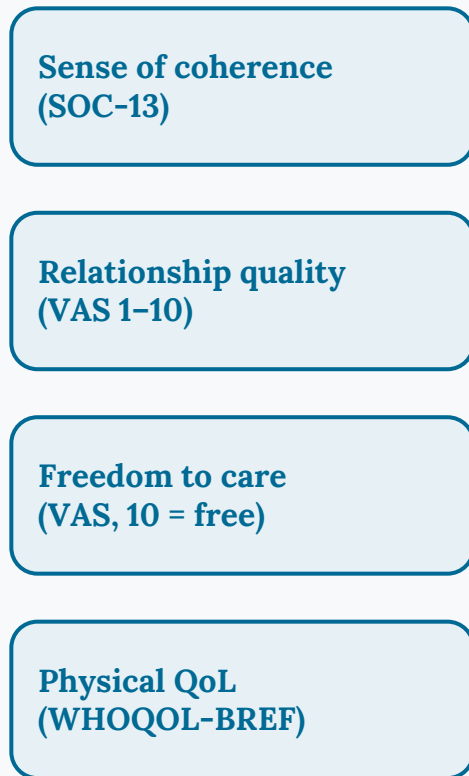 Sense of coherence
(SOC-13)
Relationship quality
(VAS 1–10)
Freedom to care
(VAS, 10 = free)
Physical QoL
(WHOQOL-BREF)